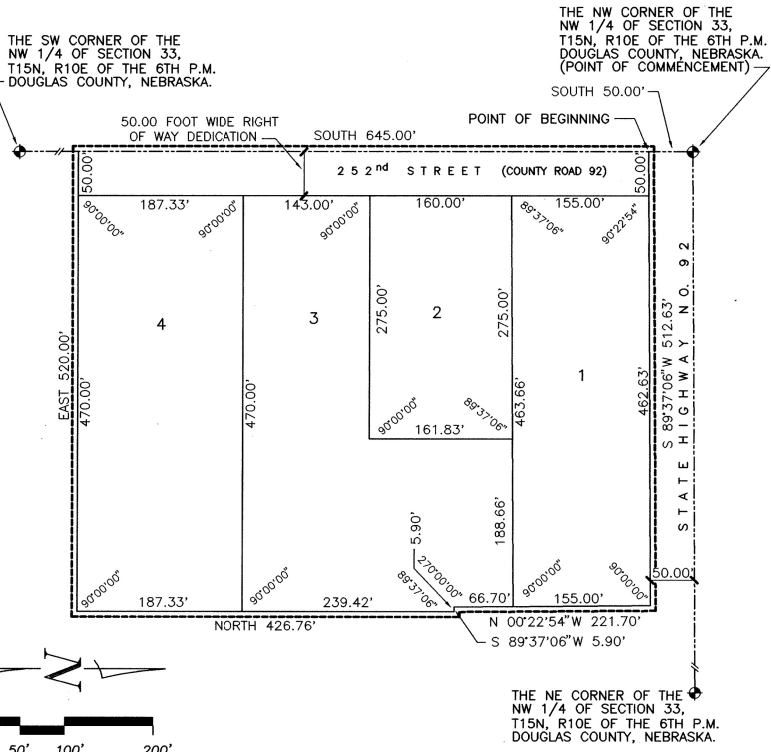 THE NW CORNER OF THE
NW 1/4 OF SECTION 33,
T15N, R10E OF THE 6TH P.M.
DOUGLAS COUNTY, NEBRASKA.
(POINT OF COMMENCEMENT)
THE SW CORNER OF THE
NW 1/4 OF SECTION 33,
T15N, R10E OF THE 6TH P.M.
DOUGLAS COUNTY, NEBRASKA.
SOUTH 50.00'
50.00 FOOT WIDE RIGHT
OF WAY DEDICATION
SOUTH 645.00'
POINT OF BEGINNING
50.00'
252nd STREET (COUNTY ROAD 92)
50.00'
187.33'
143.00'
160.00'
155.00'
90°00'00"
90°00'00"
90°00'00"
89°37'06"
90°22'54"
4
3
2
1
275.00'
275.00'
EAST 520.00'
470.00'
470.00'
463.66'
462.63'
S 89°37'06"W 512.63'
STATE HIGHWAY NO. 92
90°00'00"
89°37'06"
161.83'
188.66'
5.90'
270°00'00"
89°37'06"
90°00'00"
90°00'00"
90°00'00"
90°00'00"
50.00'
187.33'
239.42'
66.70'
155.00'
NORTH 426.76'
N 00°22'54"W 221.70'
S 89°37'06"W 5.90'
N
50' 100' 200'
THE NE CORNER OF THE
NW 1/4 OF SECTION 33,
T15N, R10E OF THE 6TH P.M.
DOUGLAS COUNTY, NEBRASKA.